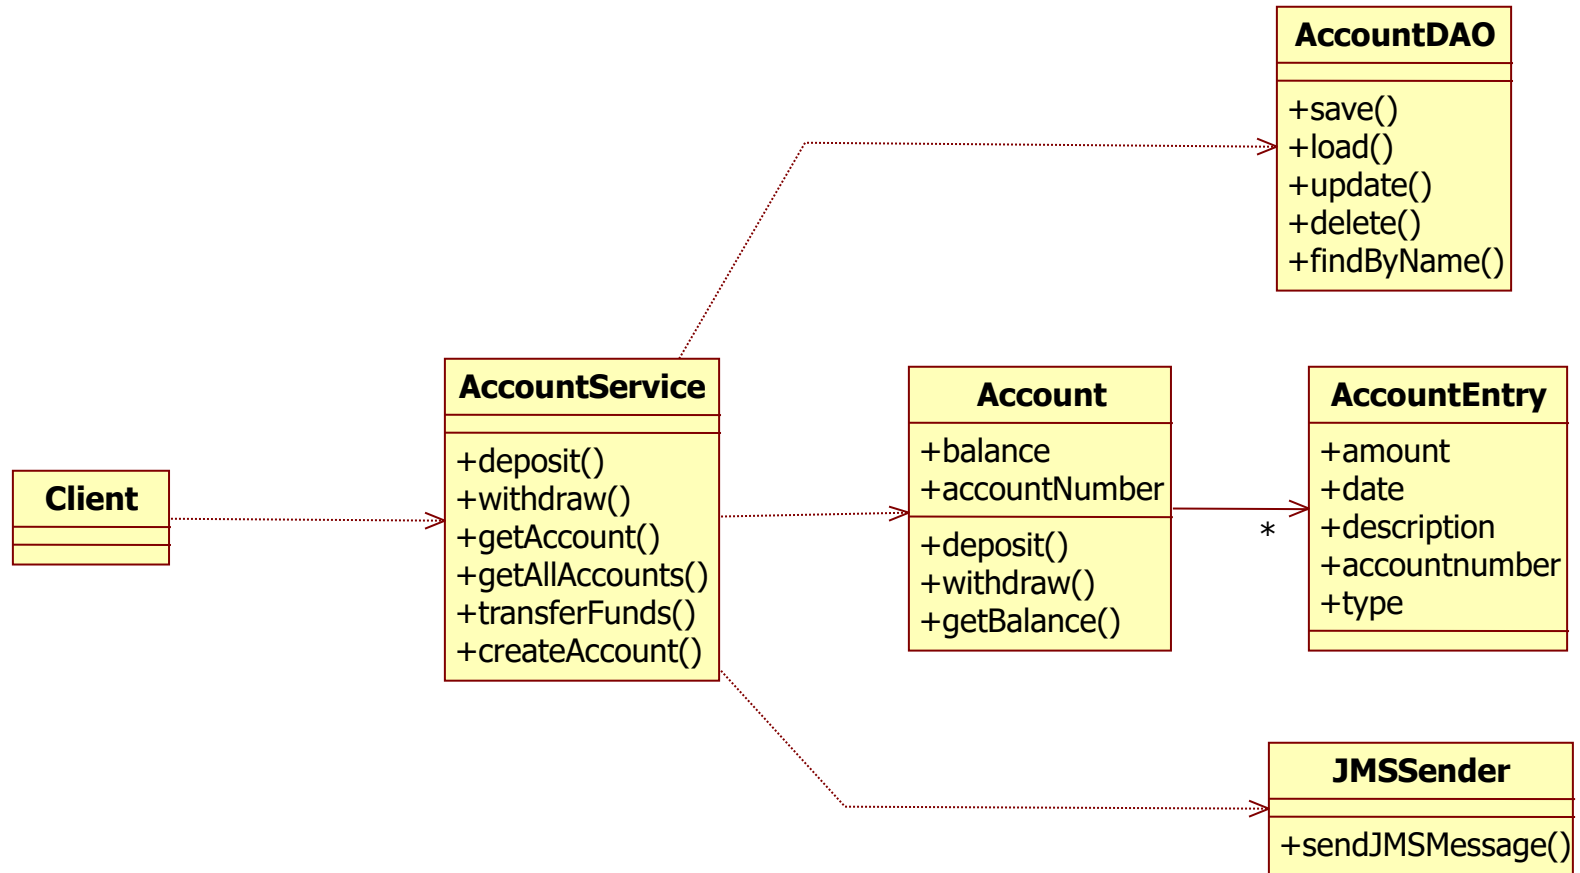 AccountDAO
+save()
+load()
+update()
+delete()
+findByName()
AccountService
+deposit()
+withdraw()
+getAccount()
+getAllAccounts()
+transferFunds()
+createAccount()
Client
Account
+balance
+accountNumber
+deposit()
+withdraw()
+getBalance()
*
AccountEntry
+amount
+date
+description
+accountnumber
+type
JMSSender
+sendJMSMessage()